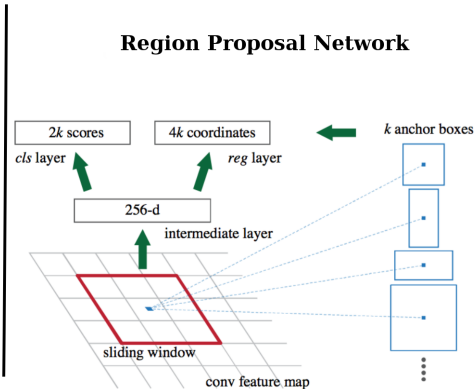 Region Proposal Network
2k scores
4k coordinates
k anchor boxes
cls layer
reg layer
256-d
intermediate layer
sliding window
conv feature map